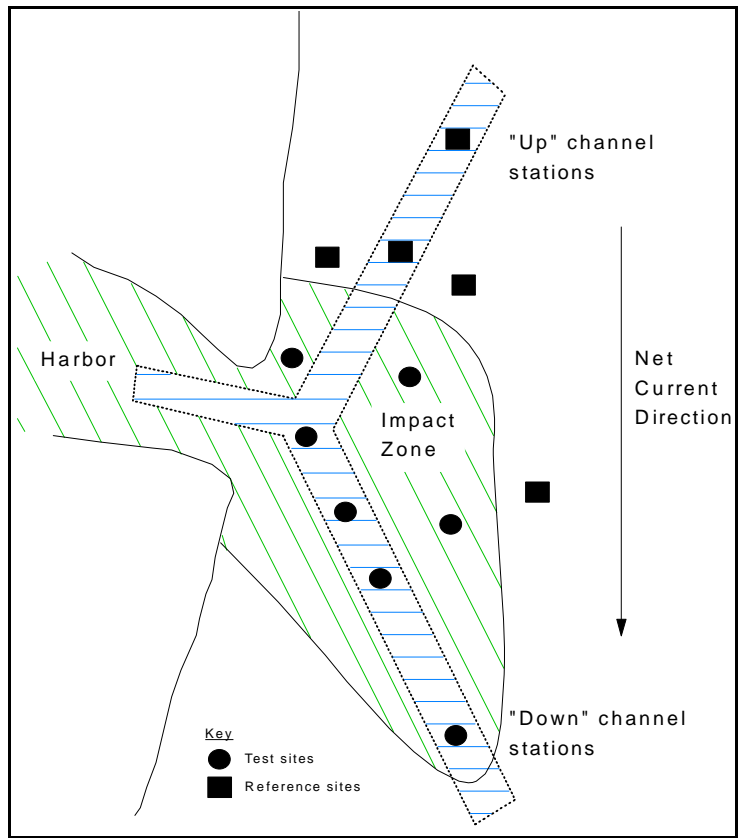 "Up" channel
stations
Harbor
Net
Current
Direction
Impact
Zone
"Down" channel
stations
Key
Test sites
Reference sites